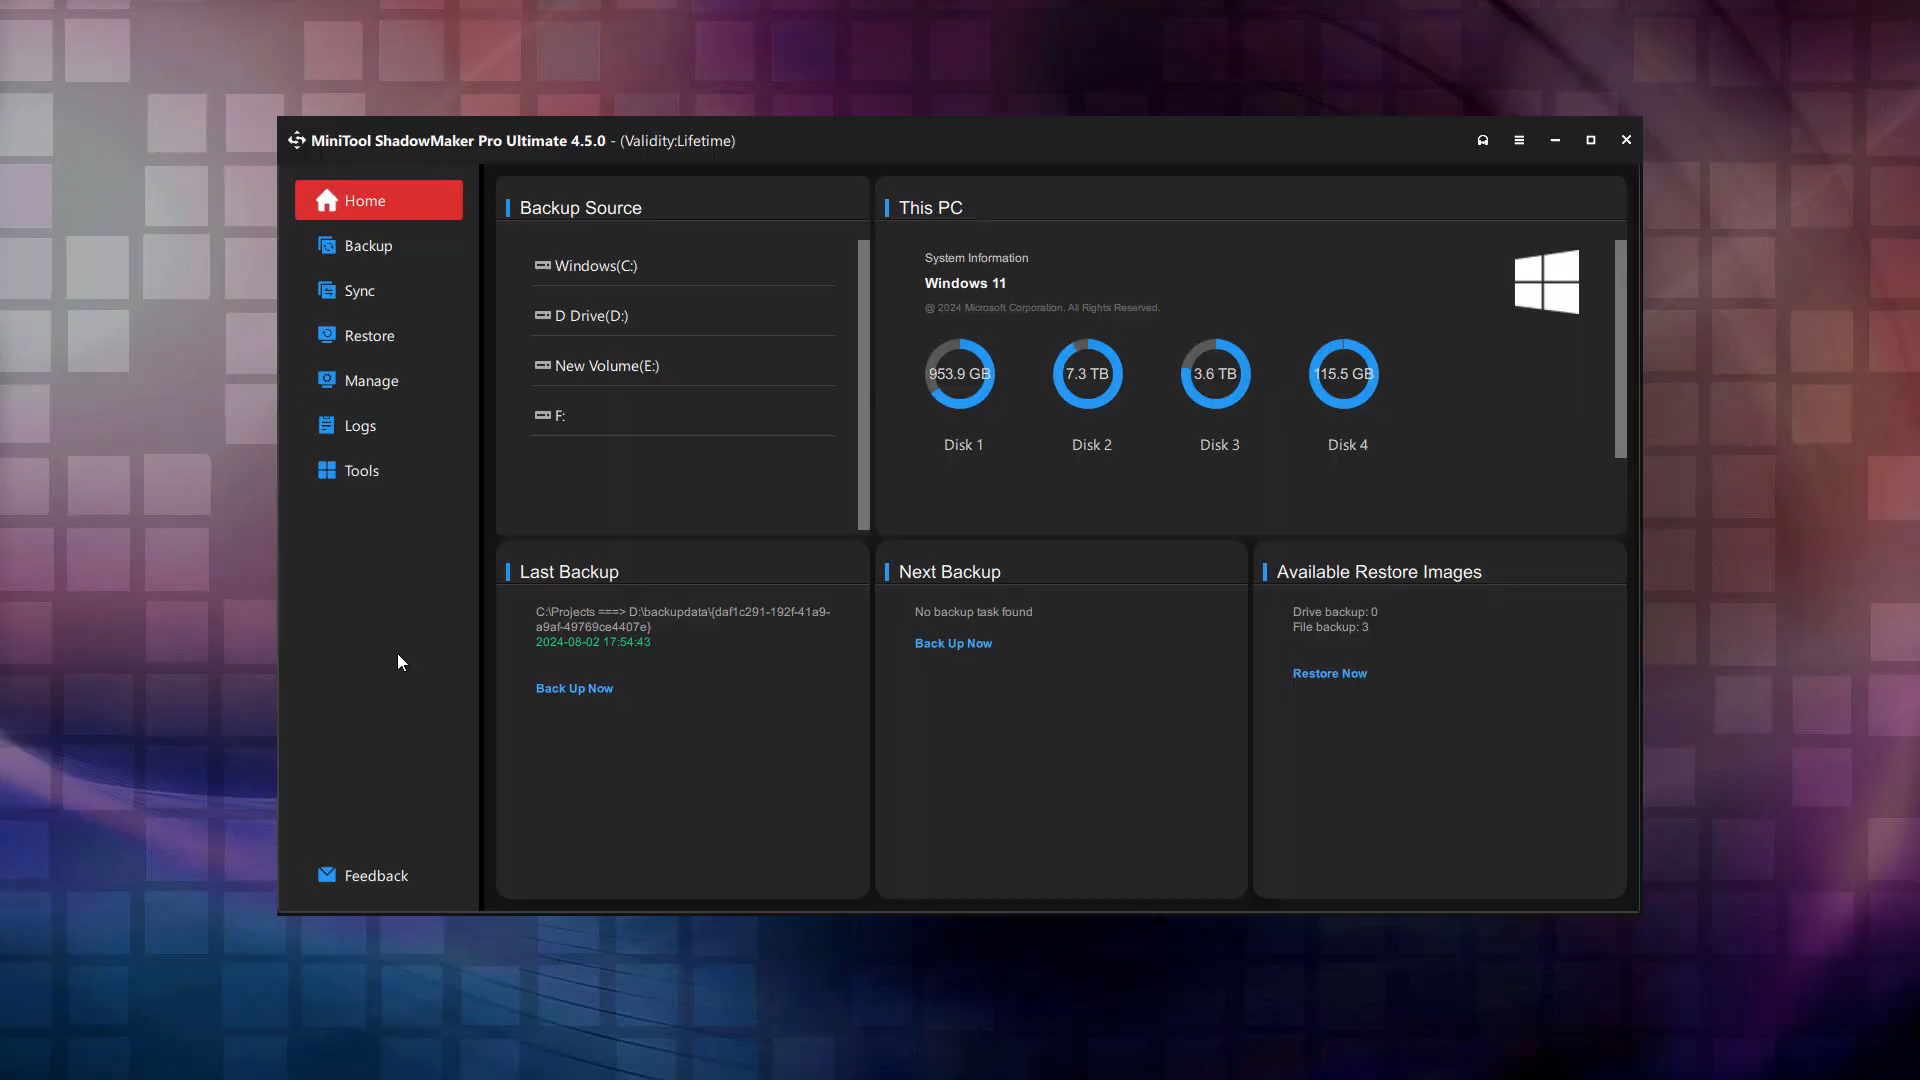 MiniTool ShadowMaker Pro Ultimate 4.5.0 - (Validity:Lifetime)
Home
Backup
Sync
Restore
Manage
Logs
Tools
Feedback
Backup Source
Windows(C:)
D Drive(D:)
New Volume(E:)
F:
This PC
System Information
Windows 11
@ 2024 Microsoft Corporation. All Rights Reserved.
953.9 GB
7.3 TB
3.6 TB
115.5 GB
Disk 1
Disk 2
Disk 3
Disk 4
Last Backup
C:\Projects ===> D:\backupdata\{daf1c291-192f-41a9-
a9af-49769ce4407e}
2024-08-02 17:54:43
Back Up Now
Next Backup
No backup task found
Back Up Now
Available Restore Images
Drive backup: 0
File backup: 3
Restore Now